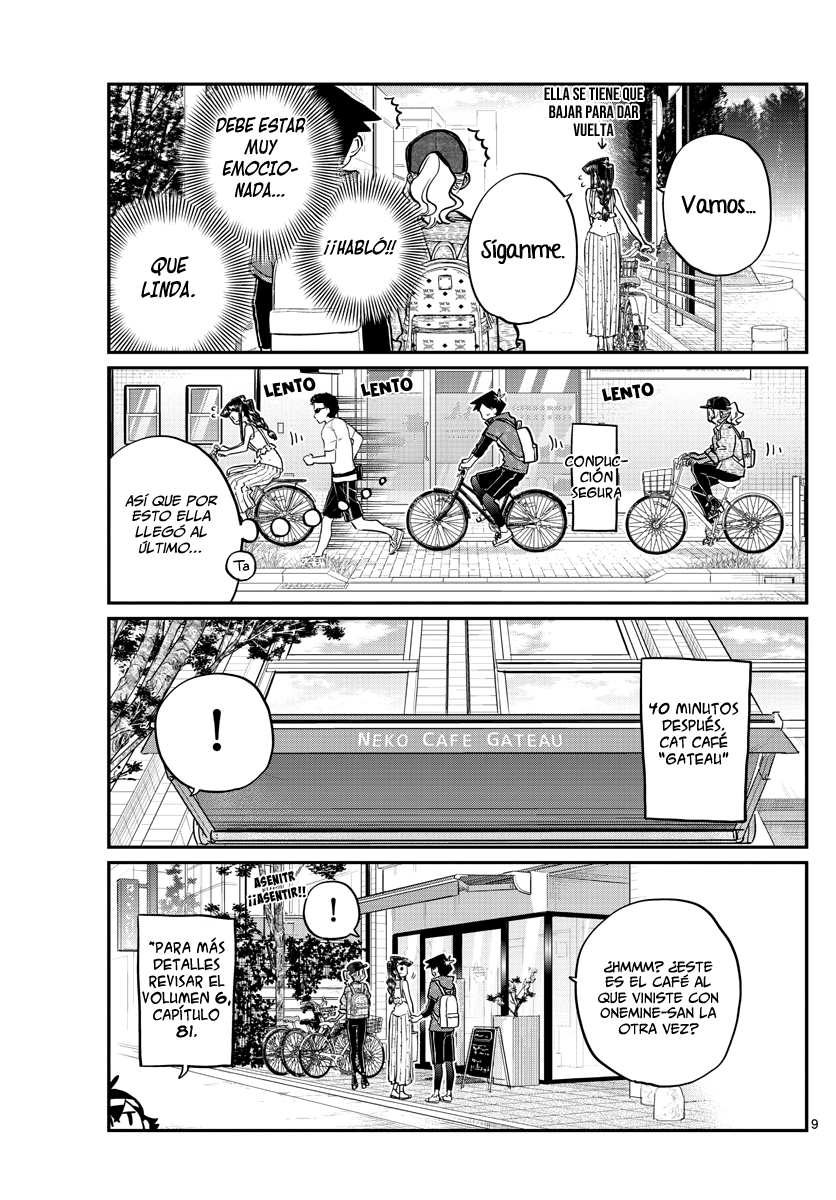 ELLA SE TIENE QUE
BAJAR PARA DAR
VUELTA
Vamos...
Síganme.
DEBE ESTAR
MUY
EMOCIO-
NADA...
¡¡HABLÓ!!
QUE
LINDA.
LENTO
CONDUC-
CIÓN
SEGURA
LENTO
LENTO
ASÍ QUE POR
ESTO ELLA
LLEGÓ AL
ÚLTIMO...
Ta
40 MINUTOS
DESPUÉS,
CAT CAFÉ
"GATEAU"
NEKO CAFE GATEAU
!
¿HMMM? ¿ESTE
ES EL CAFÉ AL
QUE VINISTE CON
ONEMINE-SAN LA
OTRA VEZ?
!
ASENITR
¡¡ASENTIR!!
"PARA MÁS
DETALLES
REVISAR EL
VOLUMEN 6,
CAPÍTULO
81.
9